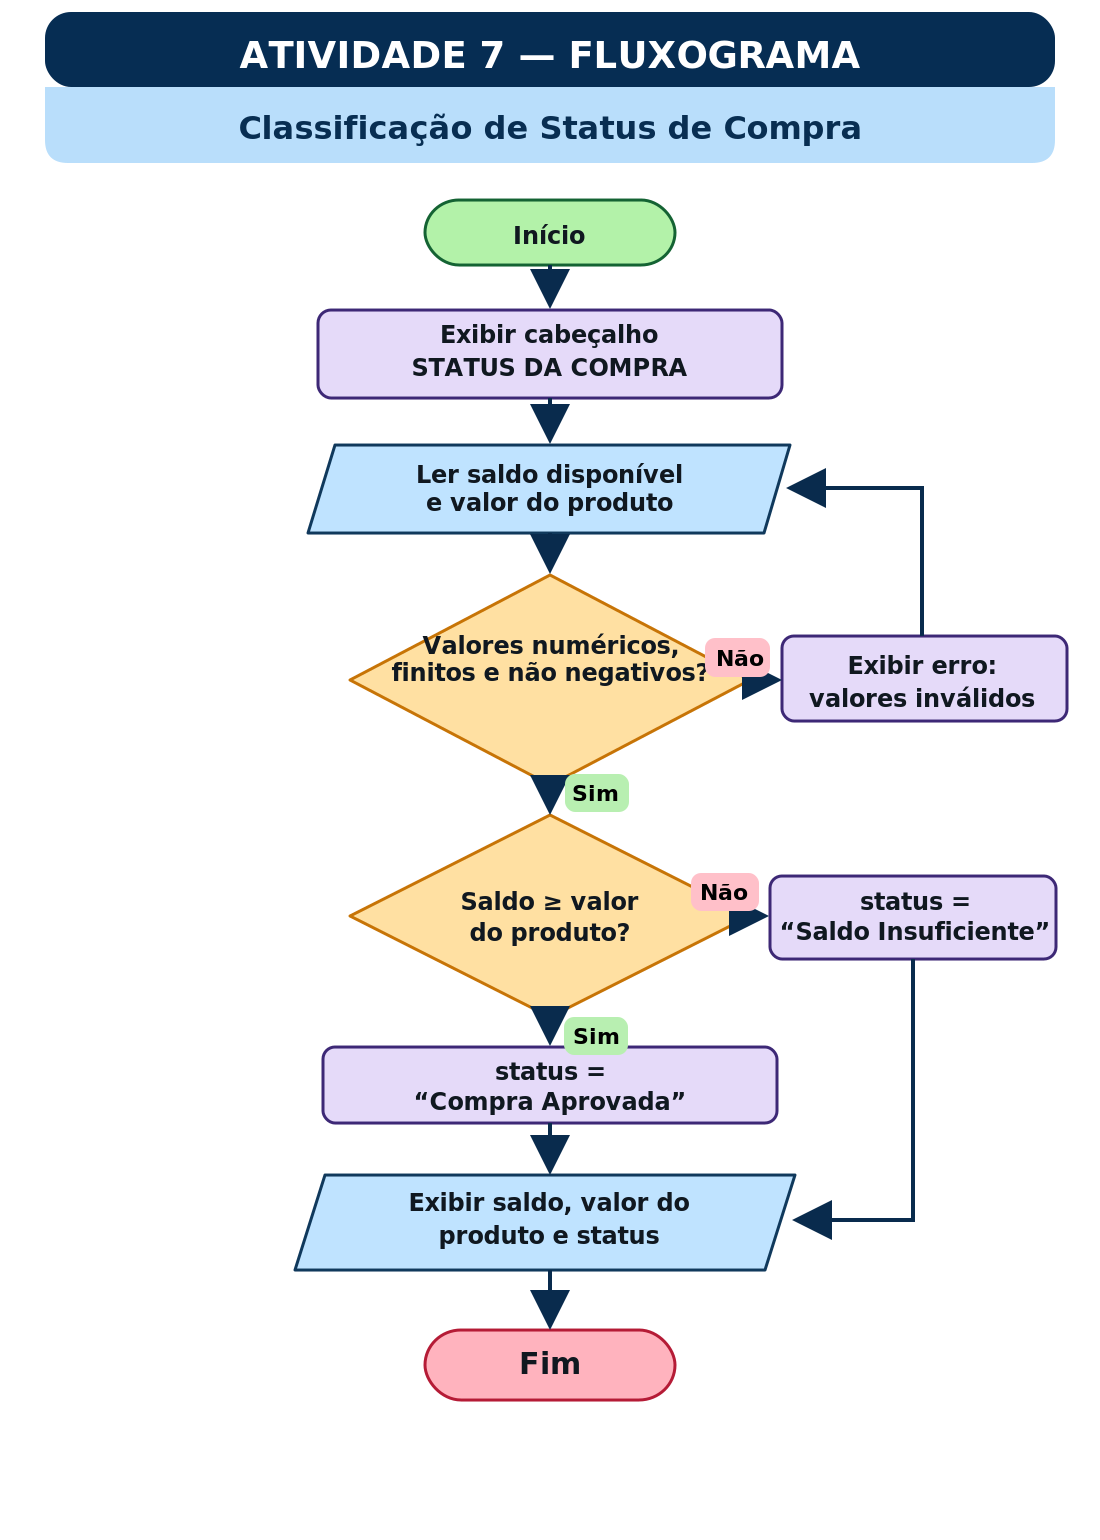 ATIVIDADE 7 — FLUXOGRAMA
Classificação de Status de Compra
Início
Exibir cabeçalho
STATUS DA COMPRA
Ler saldo disponível
e valor do produto
Valores numéricos,
finitos e não negativos?
Não
Exibir erro:
valores inválidos
Sim
Saldo ≥ valor
do produto?
Não
status =
“Saldo Insuficiente”
Sim
status =
“Compra Aprovada”
Exibir saldo, valor do
produto e status
Fim